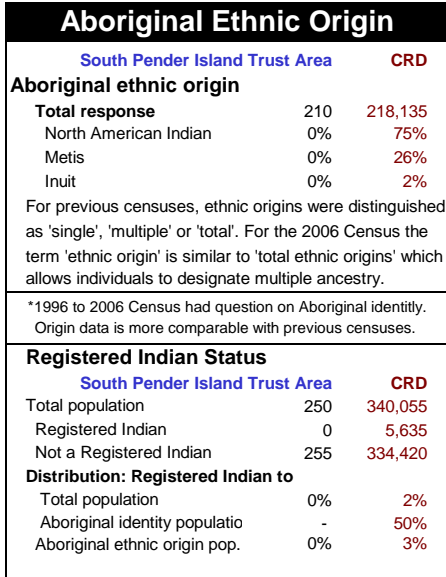 Aboriginal Ethnic Origin
South Pender Island Trust Area CRD
Aboriginal ethnic origin
Total response 210 218,135
North American Indian 0% 75%
Metis 0% 26%
Inuit 0% 2%
For previous censuses, ethnic origins were distinguished
as 'single', 'multiple' or 'total'. For the 2006 Census the
term 'ethnic origin' is similar to 'total ethnic origins' which
allows individuals to designate multiple ancestry.
*1996 to 2006 Census had question on Aboriginal identitly.
Origin data is more comparable with previous censuses.
Registered Indian Status
South Pender Island Trust Area CRD
Total population 250 340,055
Registered Indian 0 5,635
Not a Registered Indian 255 334,420
Distribution: Registered Indian to
Total population 0% 2%
Aboriginal identity populatio - 50%
Aboriginal ethnic origin pop. 0% 3%